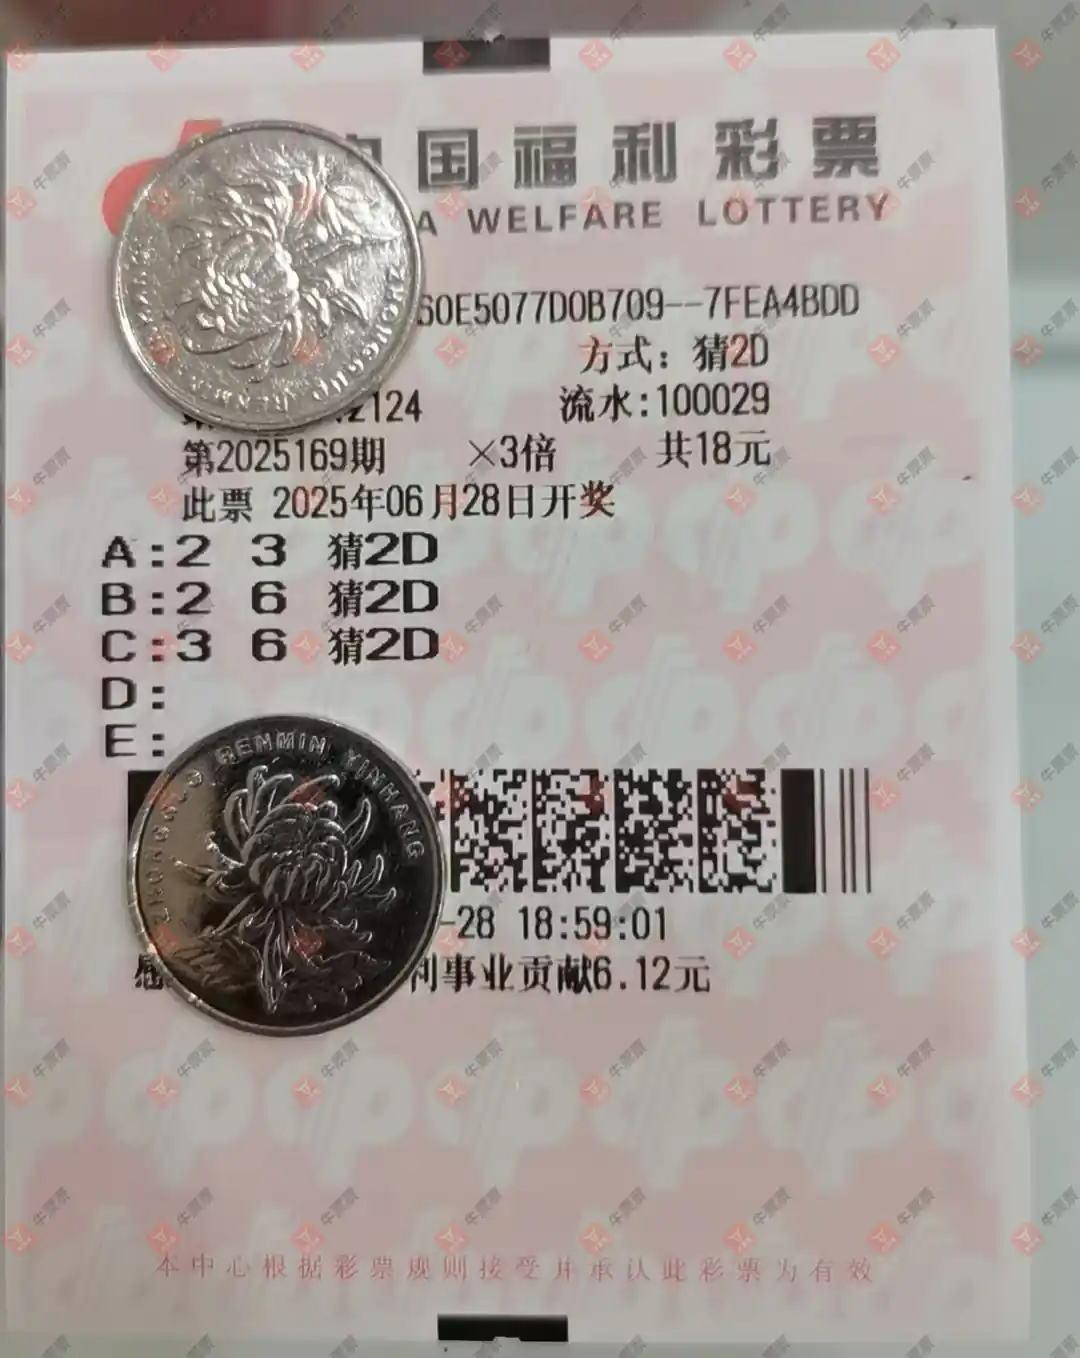 国福利彩票
A WELFARE LOTTERY
60E5077D0B709--7FEA4BDD
方式：猜2D
2124 流水:100029
第2025169期 ×3倍 共18元
此票 2025年06月28日开奖
A:2 3 猜2D
B:2 6 猜2D
C:3 6 猜2D
D:
E:
RENMIN YINHANG
-28 18:59:01
利事业贡献6.12元
本中心根据彩票规则接受并承认此彩票为有效
牛票票